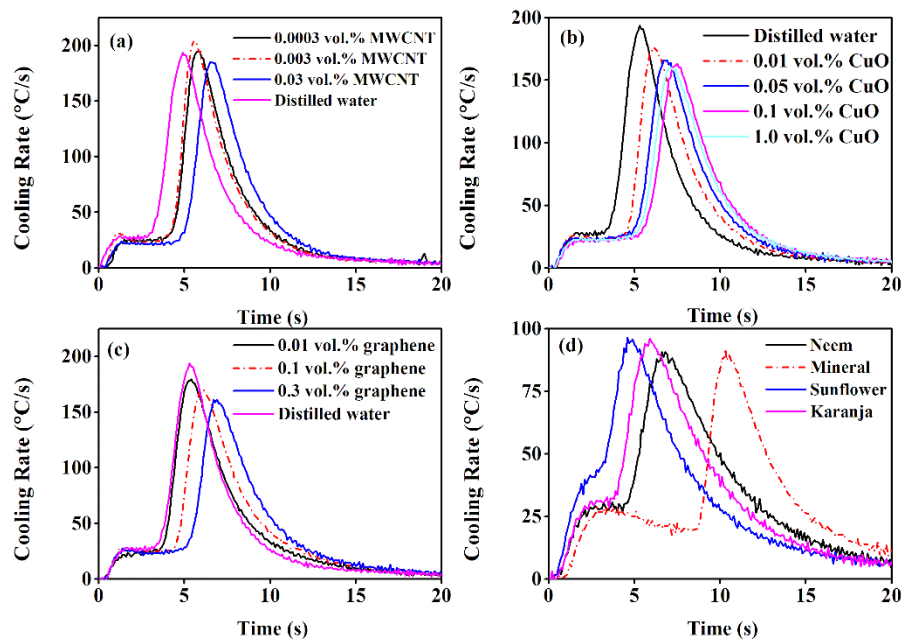 (a)
0.0003 vol.% MWCNT
0.003 vol.% MWCNT
0.03 vol.% MWCNT
Distilled water
Cooling Rate (°C/s)
200
150
100
50
0
0 5 10 15 20
Time (s)
(b)
Distilled water
0.01 vol.% CuO
0.05 vol.% CuO
0.1 vol.% CuO
1.0 vol.% CuO
Cooling Rate (°C/s)
200
150
100
50
0
0 5 10 15 20
Time (s)
(c)
0.01 vol.% graphene
0.1 vol.% graphene
0.3 vol.% graphene
Distilled water
Cooling Rate (°C/s)
200
150
100
50
0
0 5 10 15 20
Time (s)
(d)
Neem
Mineral
Sunflower
Karanja
Cooling Rate (°C/s)
100
75
50
25
0
0 5 10 15 20
Time (s)